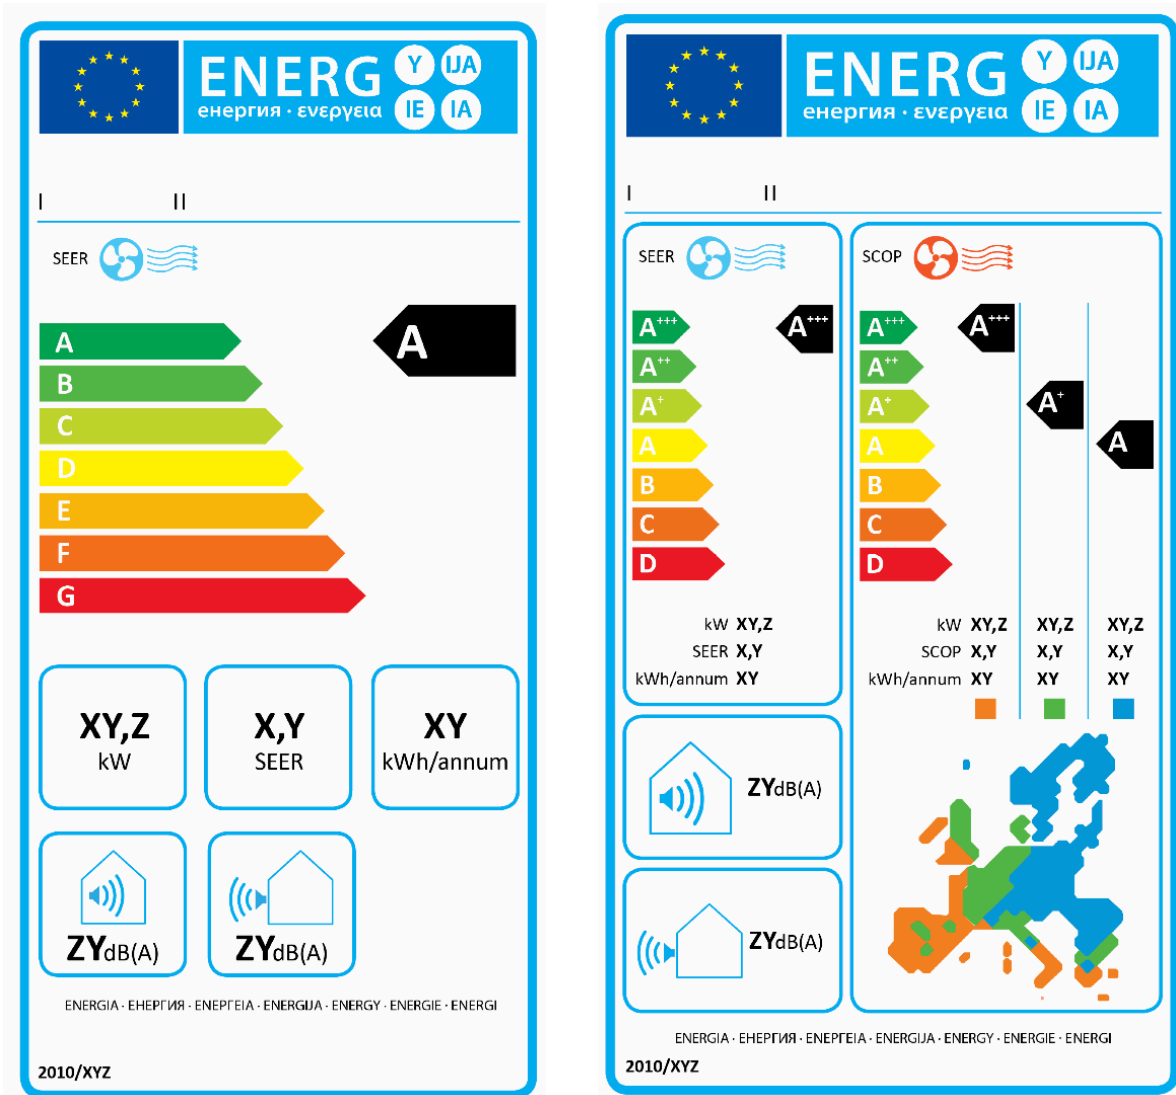 ENERG Y IJA
енергия · ενεργεια IE IA
I II
SEER
A
A
B
C
D
E
F
G
XY,Z
kW
X,Y
SEER
XY
kWh/annum
ZYdB(A)
ZYdB(A)
ENERGIA · ЕНЕРГИЯ · ΕΝΕΡΓΕΙΑ · ENERGIJA · ENERGY · ENERGIE · ENERGI
2010/XYZ
ENERG Y IJA
енергия · ενεργεια IE IA
I II
SEER
A+++ A+++
A++
A+
A
B
C
D
kW XY,Z
SEER X,Y
kWh/annum XY
SCOP
A+++ A+++
A++
A+ A+
A A
B
C
D
kW XY,Z XY,Z XY,Z
SCOP X,Y X,Y X,Y
kWh/annum XY XY XY
ZYdB(A)
ZYdB(A)
ENERGIA · ЕНЕРГИЯ · ΕΝΕΡΓΕΙΑ · ENERGIJA · ENERGY · ENERGIE · ENERGI
2010/XYZ